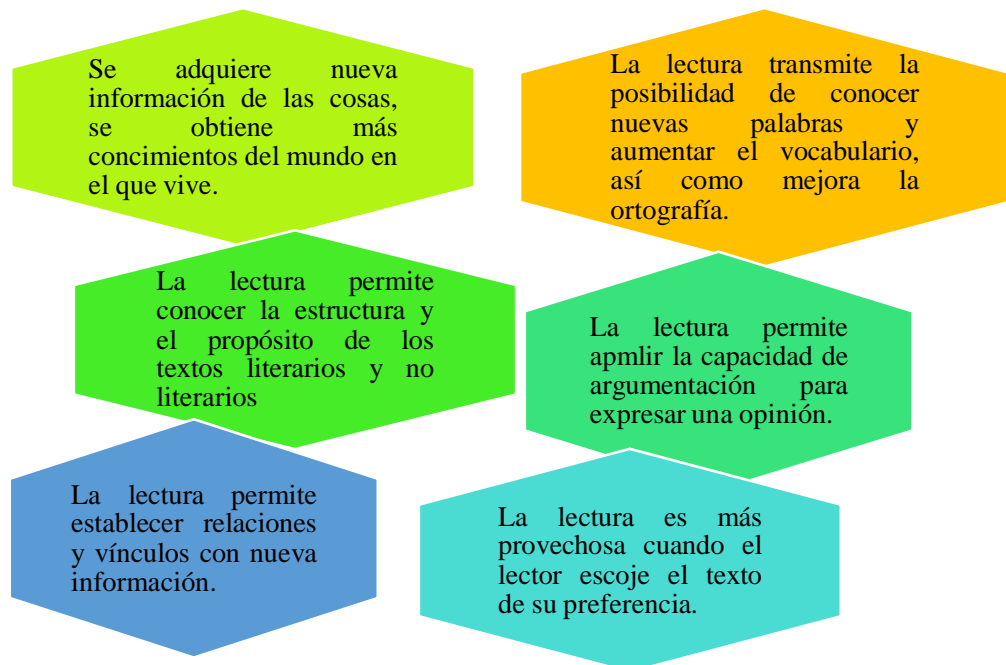 Se adquiere nueva
información de las cosas,
se obtiene más
concimientos del mundo en
el que vive.
La lectura transmite la
posibilidad de conocer
nuevas palabras y
aumentar el vocabulario,
así como mejora la
ortografía.
La lectura permite
conocer la estructura y
el propósito de los
textos literarios y no
literarios
La lectura permite
apmlir la capacidad de
argumentación para
expresar una opinión.
La lectura permite
establecer relaciones
y vínculos con nueva
información.
La lectura es más
provechosa cuando el
lector escoje el texto
de su preferencia.